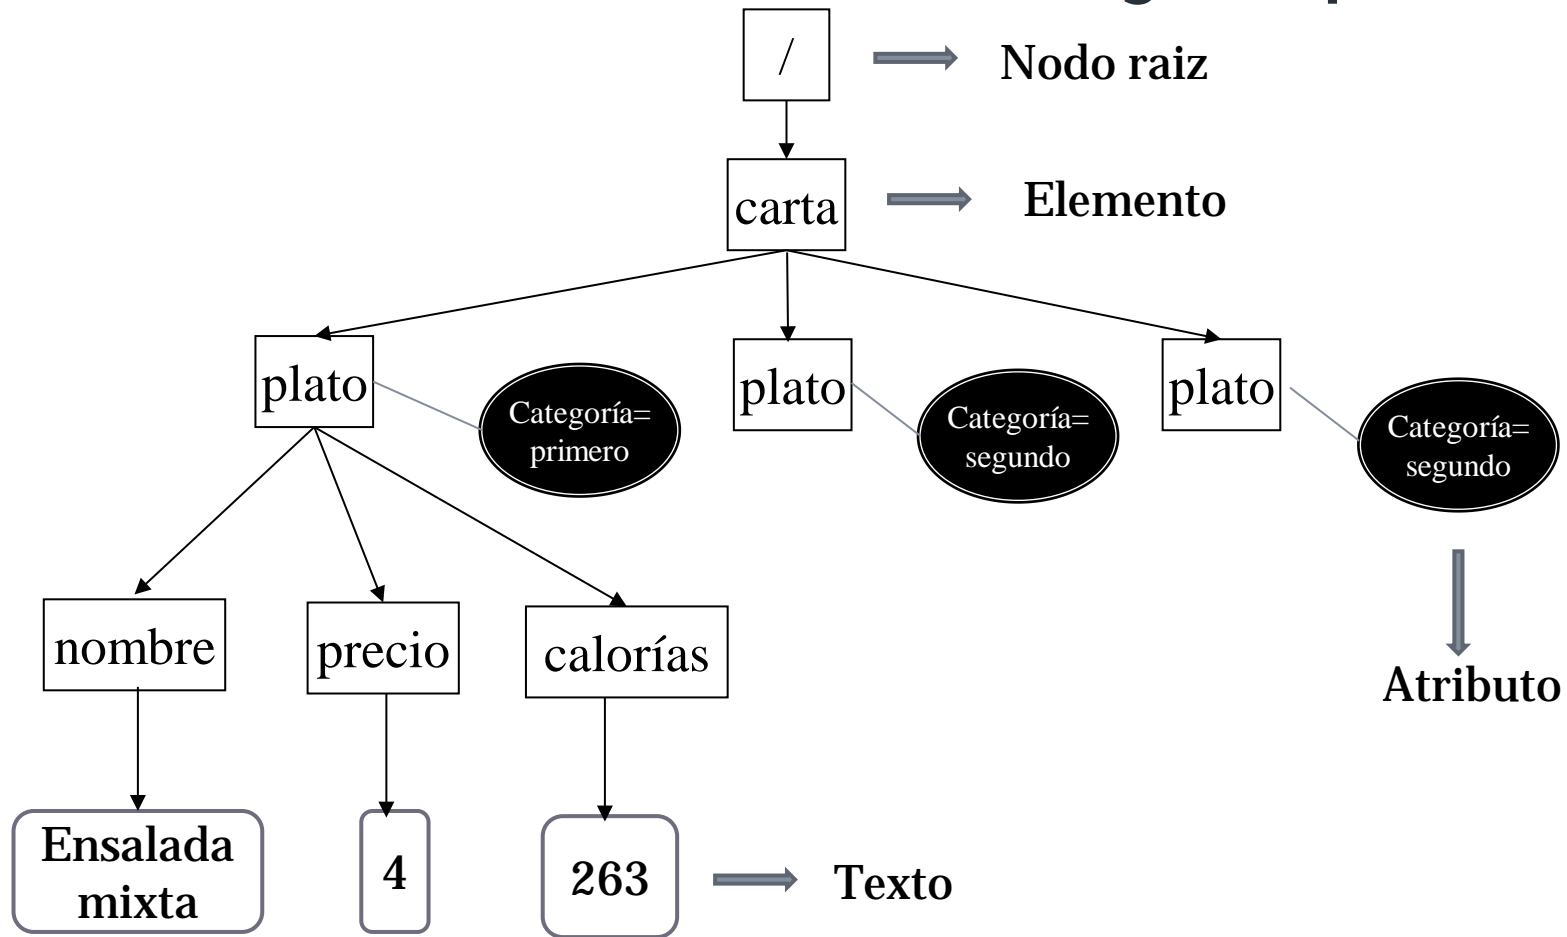 /
Nodo raiz
carta
Elemento
plato
Categoría=
primero
plato
Categoría=
segundo
plato
Categoría=
segundo
nombre
precio
calorías
Atributo
Ensalada
mixta
4
263
Texto